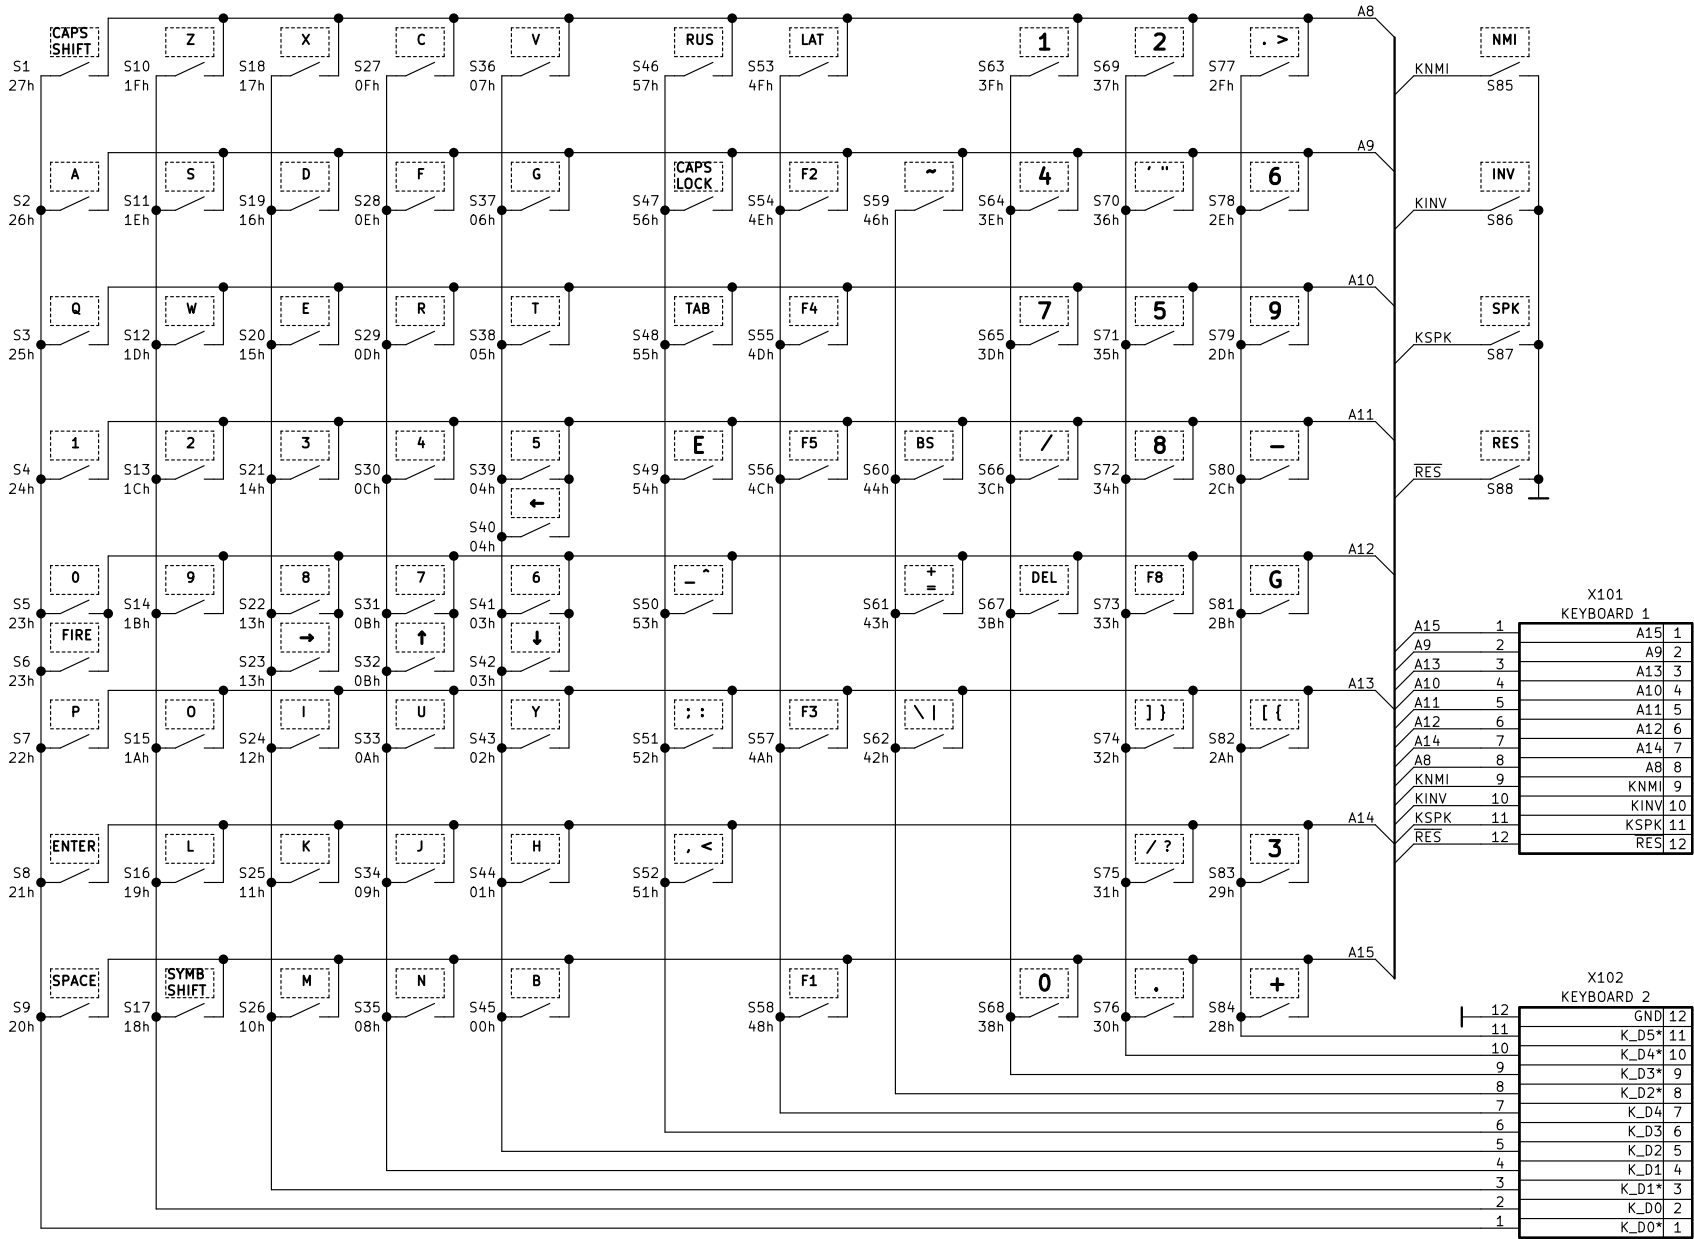 A8
CAPS SHIFT Z X C V RUS LAT 1 2 . > NMI
S1 S10 S18 S27 S36 S46 S53 S63 S69 S77 KNMI
27h 1Fh 17h 0Fh 07h 57h 4Fh 3Fh 37h 2Fh S85
A9
A S D F G CAPS LOCK F2 ~ 4 ' " 6 INV
S2 S11 S19 S28 S37 S47 S54 S59 S64 S70 S78 KINV
26h 1Eh 16h 0Eh 06h 56h 4Eh 46h 3Eh 36h 2Eh S86
A10
Q W E R T TAB F4 7 5 9 SPK
S3 S12 S20 S29 S38 S48 S55 S65 S71 S79 KSPK
25h 1Dh 15h 0Dh 05h 55h 4Dh 3Dh 35h 2Dh S87
A11
1 2 3 4 5 E F5 BS / 8 - RES
S4 S13 S21 S30 S39 S49 S56 S60 S66 S72 S80 RES
24h 1Ch 14h 0Ch 04h 54h 4Ch 44h 3Ch 34h 2Ch S88
←
S40
04h
A12
0 9 8 7 6 _ ^ + = DEL F8 G
S5 S14 S22 S31 S41 S50 S61 S67 S73 S81
23h 1Bh 13h 0Bh 03h 53h 43h 3Bh 33h 2Bh
FIRE → ↑ ↓
S6 S23 S32 S42
23h 13h 0Bh 03h
A13
P O I U Y ; : F3 \ | ] } [ {
S7 S15 S24 S33 S43 S51 S57 S62 S74 S82
22h 1Ah 12h 0Ah 02h 52h 4Ah 42h 32h 2Ah
A14
ENTER L K J H , < / ? 3
S8 S16 S25 S34 S44 S52 S75 S83
21h 19h 11h 09h 01h 51h 31h 29h
A15
SPACE SYMB SHIFT M N B F1 0 . +
S9 S17 S26 S35 S45 S58 S68 S76 S84
20h 18h 10h 08h 00h 48h 38h 30h 28h
X101
KEYBOARD 1
A15 1 A15 1
A9 2 A9 2
A13 3 A13 3
A10 4 A10 4
A11 5 A11 5
A12 6 A12 6
A14 7 A14 7
A8 8 A8 8
KNMI 9 KNMI 9
KINV 10 KINV 10
KSPK 11 KSPK 11
RES 12 RES 12
X102
KEYBOARD 2
12 GND 12
11 K_D5* 11
10 K_D4* 10
9 K_D3* 9
8 K_D2* 8
7 K_D4 7
6 K_D3 6
5 K_D2 5
4 K_D1 4
3 K_D1* 3
2 K_D0 2
1 K_D0* 1